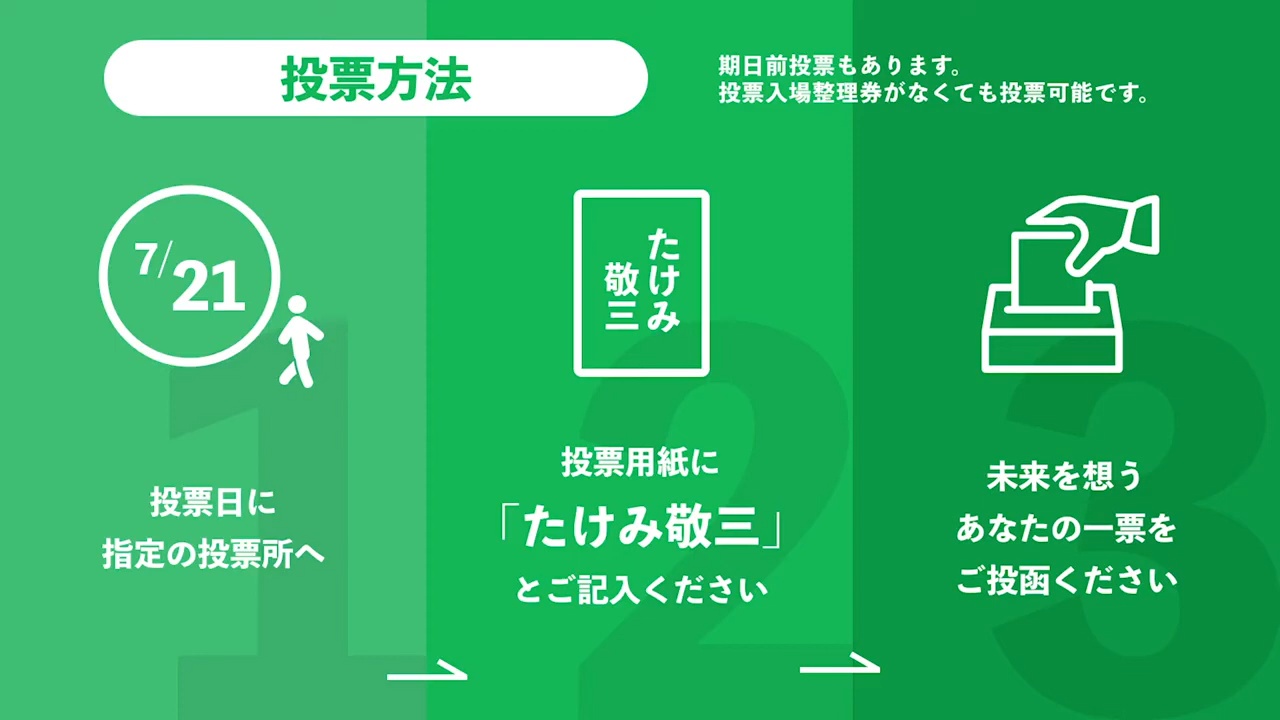 投票方法
期日前投票もあります。
投票入場整理券がなくても投票可能です。
7/21
たけみ
敬三
1
2
3
投票日に
指定の投票所へ
投票用紙に
「たけみ敬三」
とご記入ください
未来を想う
あなたの一票を
ご投函ください